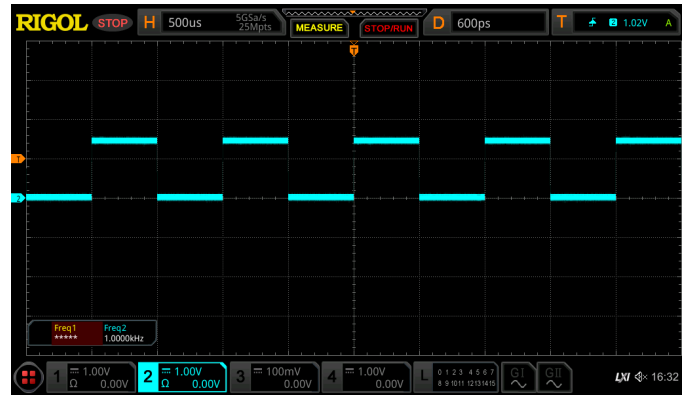 RIGOL STOP H 500us 5GSa/s 25Mpts MEASURE STOP/RUN D 600ps T 2 1.02V A
T
T
2
Freq1 Freq2
***** 1.0000kHz
1 1.00V Ω 0.00V 2 1.00V Ω 0.00V 3 100mV 0.00V 4 1.00V 0.00V L 0 1 2 3 4 5 6 7 8 9 10 11 12 13 14 15 GI GII LXI 16:32